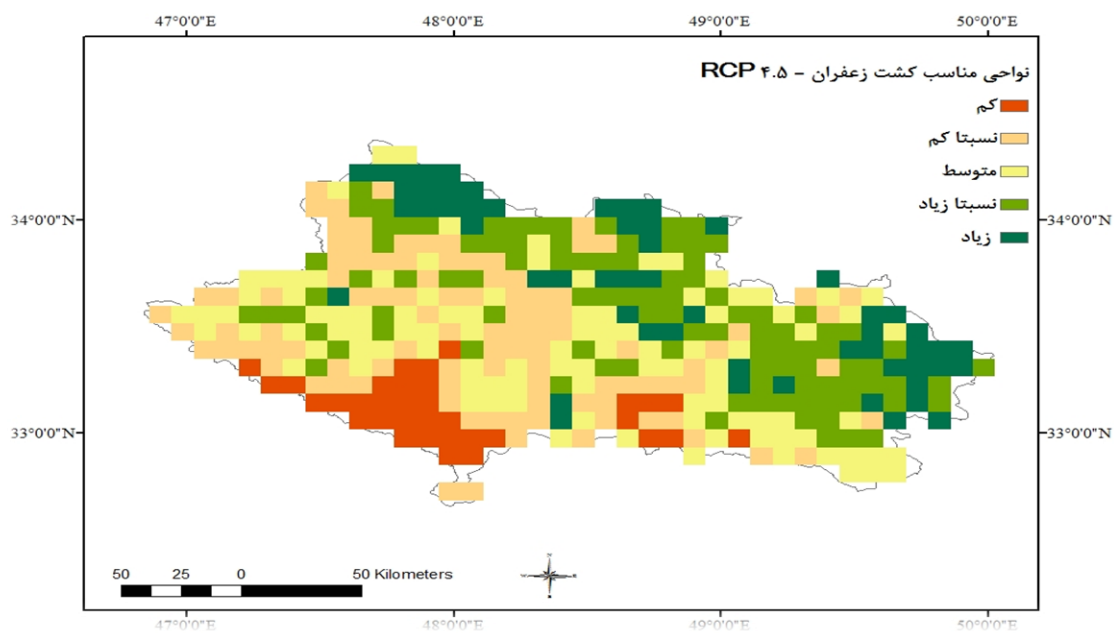 47°0'0"E 48°0'0"E 49°0'0"E 50°0'0"E
نواحی مناسب کشت زعفران - RCP ۴.۵
کم
نسبتا کم
متوسط
نسبتا زیاد
زیاد
34°0'0"N 34°0'0"N
33°0'0"N 33°0'0"N
50 25 0 50 Kilometers
47°0'0"E 48°0'0"E 49°0'0"E 50°0'0"E